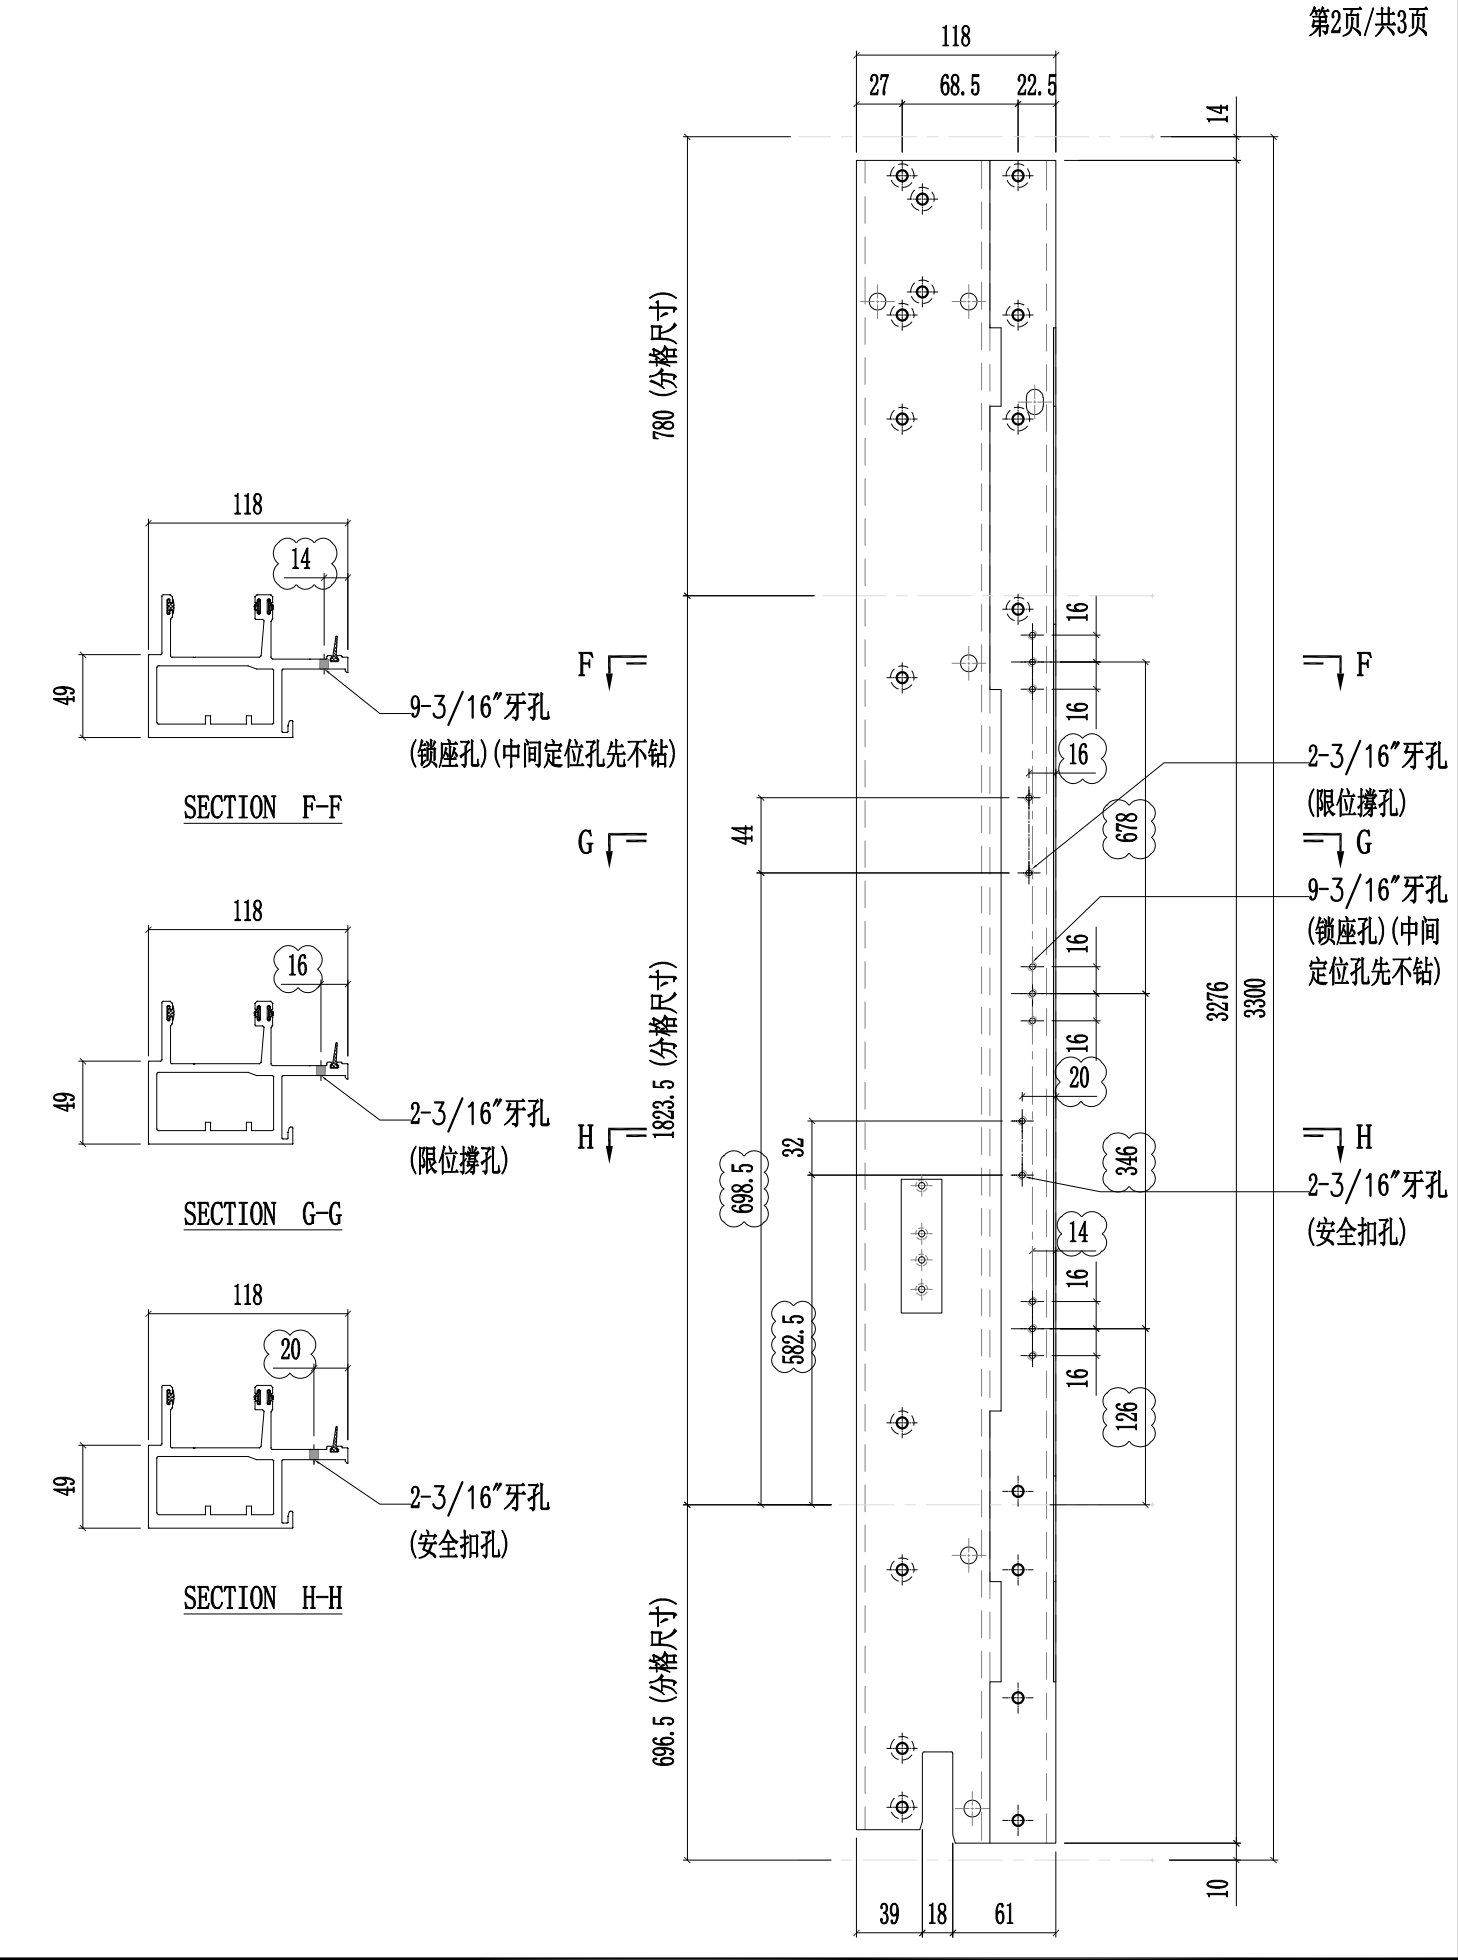 第2页/共3页
118
27
68.5
22.5
14
780 (分格尺寸)
118
14
49
9-3/16"牙孔
(锁座孔)(中间定位孔先不钻)
SECTION F-F
F
F
16
16
16
2-3/16"牙孔
(限位撑孔)
44
678
G
G
9-3/16"牙孔
(锁座孔)(中间
定位孔先不钻)
118
16
49
2-3/16"牙孔
(限位撑孔)
SECTION G-G
1823.5 (分格尺寸)
16
16
3276
3300
20
H
H
32
698.5
346
2-3/16"牙孔
(安全扣孔)
14
16
16
582.5
126
118
20
49
2-3/16"牙孔
(安全扣孔)
SECTION H-H
696.5 (分格尺寸)
10
39
18
61